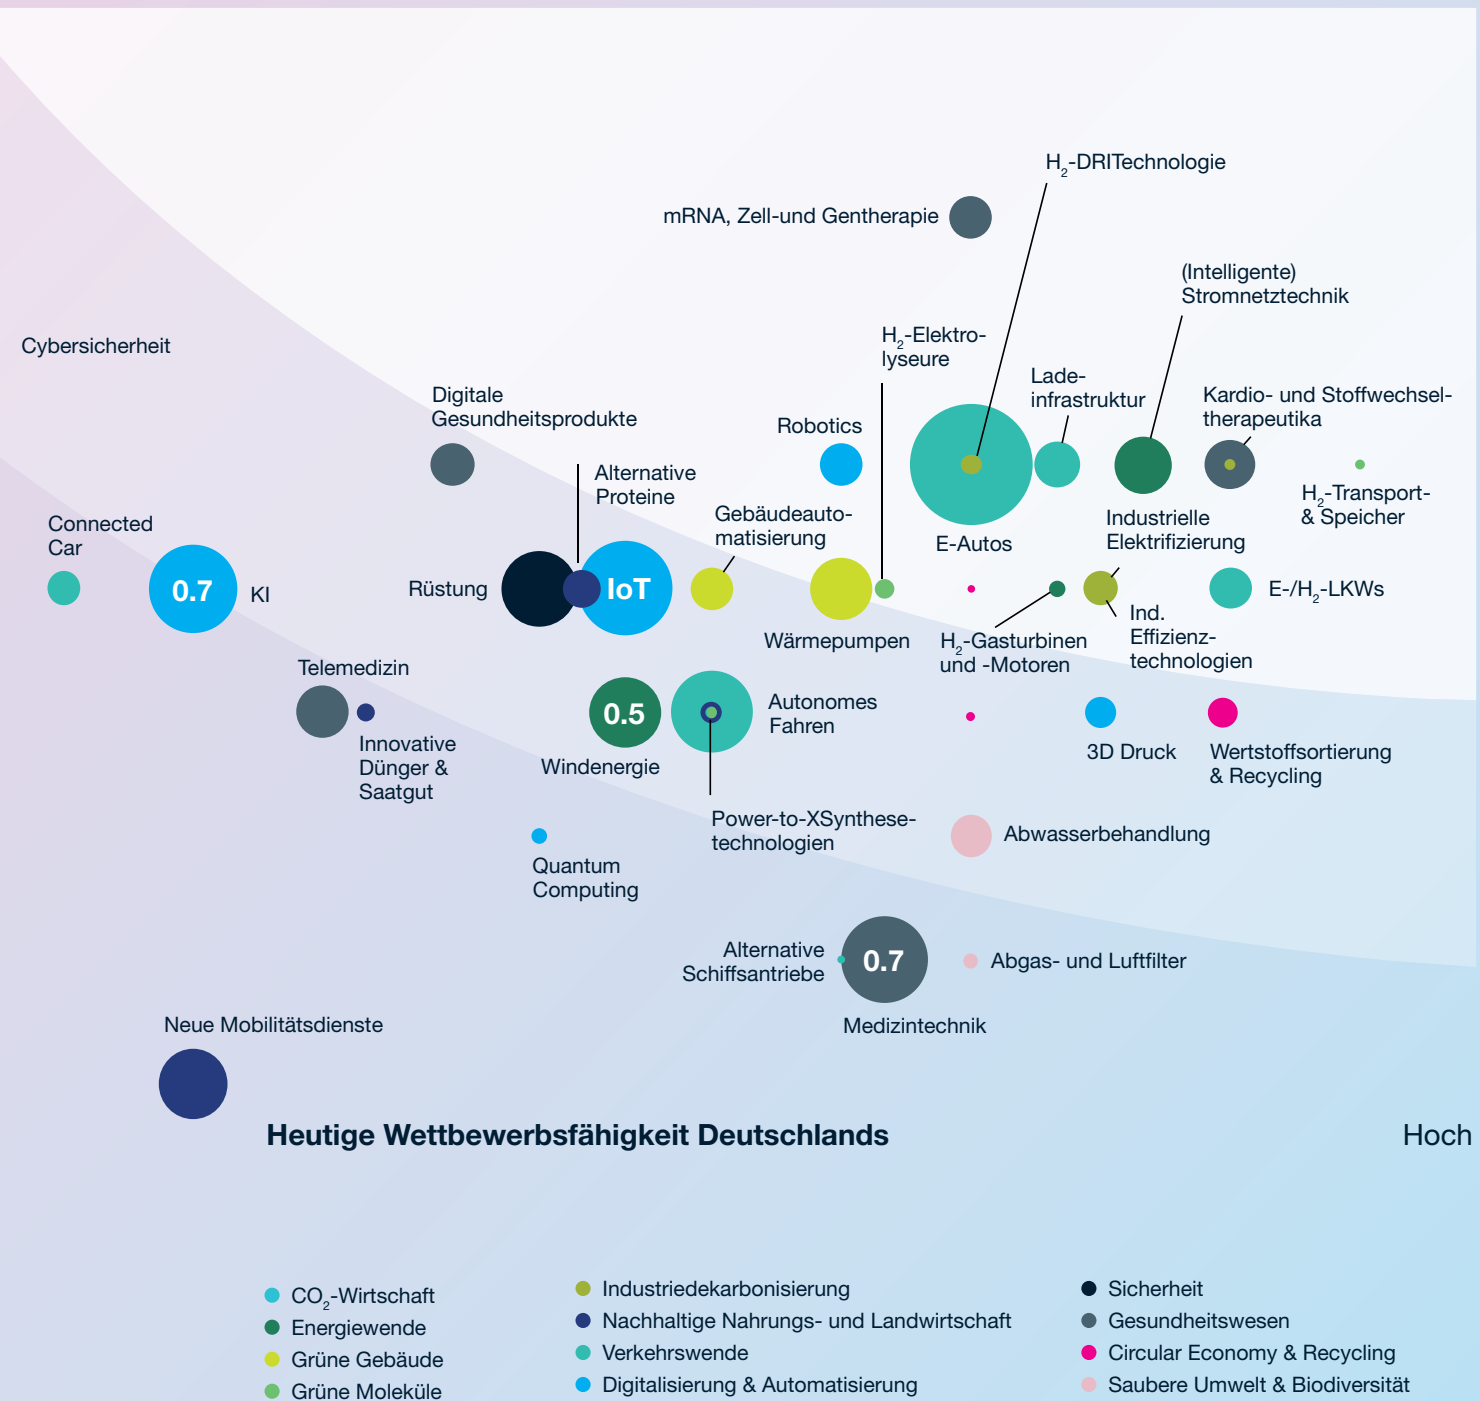 H2-DRITechnologie
mRNA, Zell-und Gentherapie
(Intelligente)
Stromnetztechnik
H2-Elektro-
lyseure
Cybersicherheit
Lade-
infrastruktur
Digitale
Gesundheitsprodukte
Kardio- und Stoffwechsel-
therapeutika
Robotics
Alternative
Proteine
H2-Transport-
& Speicher
Gebäudeauto-
matisierung
Industrielle
Elektrifizierung
Connected
Car
E-Autos
0.7
KI
Rüstung
IoT
E-/H2-LKWs
Ind.
Effizienz-
technologien
Wärmepumpen
H2-Gasturbinen
und -Motoren
Telemedizin
0.5
Autonomes
Fahren
Innovative
Dünger &
Saatgut
Windenergie
3D Druck
Wertstoffsortierung
& Recycling
Power-to-XSynthese-
technologien
Abwasserbehandlung
Quantum
Computing
Alternative
Schiffsantriebe
0.7
Abgas- und Luftfilter
Medizintechnik
Neue Mobilitätsdienste
Heutige Wettbewerbsfähigkeit Deutschlands
Hoch
CO2-Wirtschaft
Energiewende
Grüne Gebäude
Grüne Moleküle
Industriedekarbonisierung
Nachhaltige Nahrungs- und Landwirtschaft
Verkehrswende
Digitalisierung & Automatisierung
Sicherheit
Gesundheitswesen
Circular Economy & Recycling
Saubere Umwelt & Biodiversität